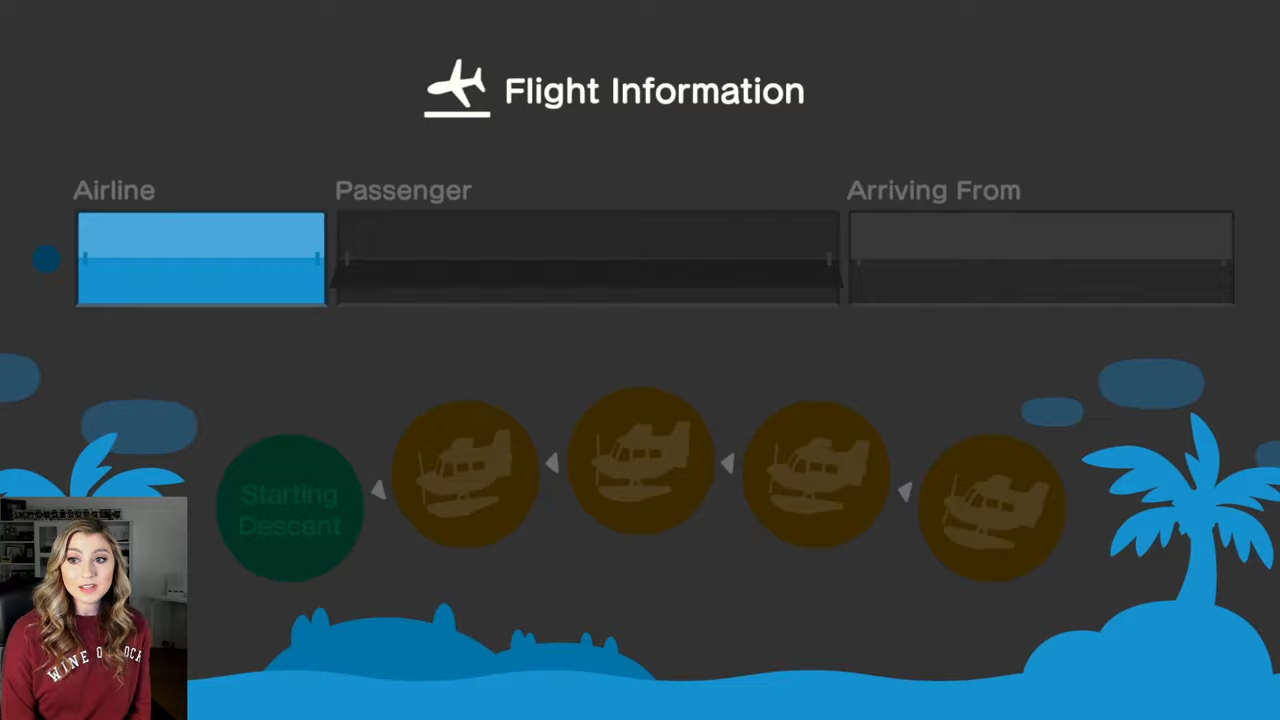 Flight Information
Airline
Passenger
Arriving From
Starting
Descent